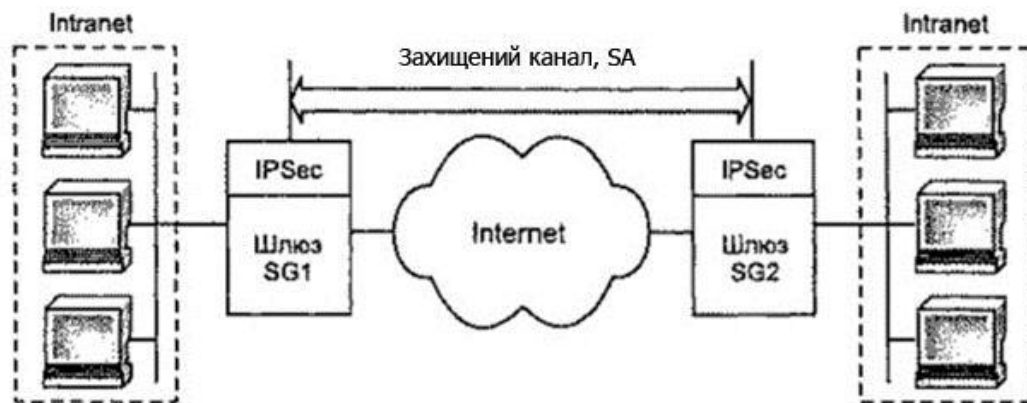 Intranet
Intranet
Захищений канал, SA
IPSec
IPSec
Internet
Шлюз
SG1
Шлюз
SG2